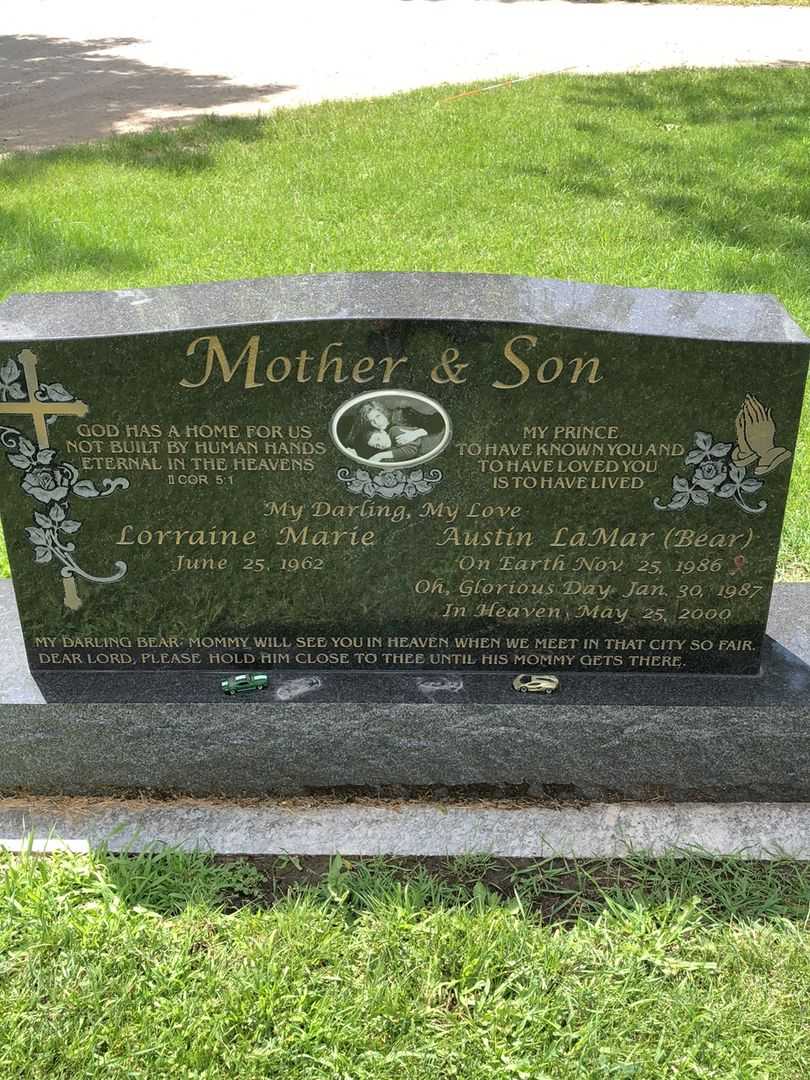 Mother & Son
GOD HAS A HOME FOR US
NOT BUILT BY HUMAN HANDS
ETERNAL IN THE HEAVENS
II COR 5:1
MY PRINCE
TO HAVE KNOWN YOU AND
TO HAVE LOVED YOU
IS TO HAVE LIVED
My Darling, My Love
Lorraine Marie
June 25, 1962
Austin LaMar (Bear)
On Earth Nov. 25, 1986
Oh, Glorious Day Jan. 30, 1987
In Heaven, May 25, 2000
MY DARLING BEAR; MOMMY WILL SEE YOU IN HEAVEN WHEN WE MEET IN THAT CITY SO FAIR.
DEAR LORD, PLEASE HOLD HIM CLOSE TO THEE UNTIL HIS MOMMY GETS THERE.